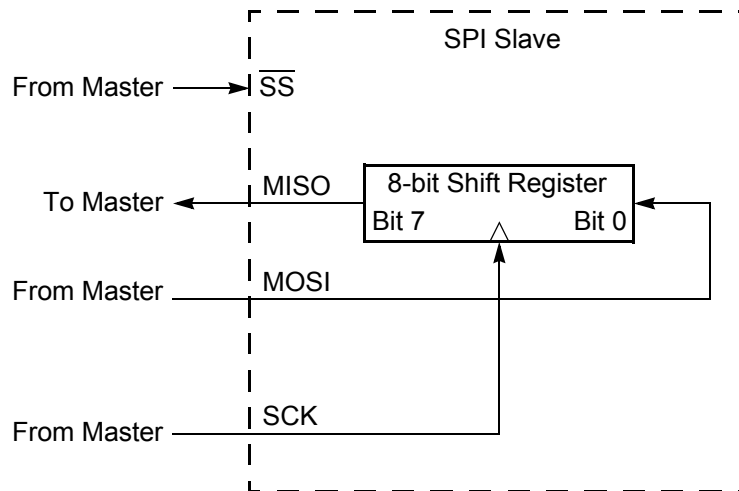 SPI Slave
From Master
S̅S̅
To Master
MISO
8-bit Shift Register
Bit 7
Bit 0
From Master
MOSI
From Master
SCK